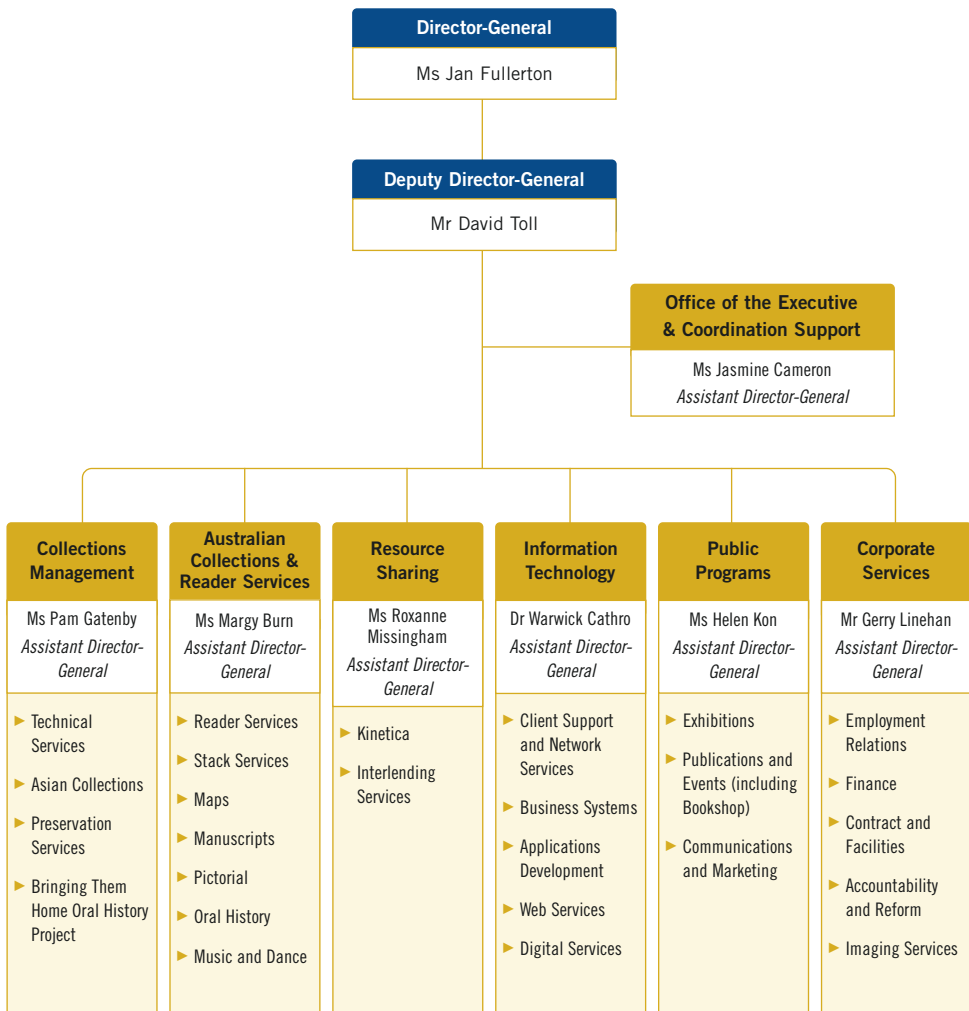 Director-General
Ms Jan Fullerton
Deputy Director-General
Mr David Toll
Office of the Executive
& Coordination Support
Ms Jasmine Cameron
Assistant Director-General
Collections
Management
Ms Pam Gatenby
Assistant Director-
General
Technical
Services
Asian Collections
Preservation
Services
Bringing Them
Home Oral History
Project
Australian
Collections &
Reader Services
Ms Margy Burn
Assistant Director-
General
Reader Services
Stack Services
Maps
Manuscripts
Pictorial
Oral History
Music and Dance
Resource
Sharing
Ms Roxanne
Missingham
Assistant Director-
General
Kinetica
Interlending
Services
Information
Technology
Dr Warwick Cathro
Assistant Director-
General
Client Support
and Network
Services
Business Systems
Applications
Development
Web Services
Digital Services
Public
Programs
Ms Helen Kon
Assistant Director-
General
Exhibitions
Publications and
Events (including
Bookshop)
Communications
and Marketing
Corporate
Services
Mr Gerry Linehan
Assistant Director-
General
Employment
Relations
Finance
Contract and
Facilities
Accountability
and Reform
Imaging Services